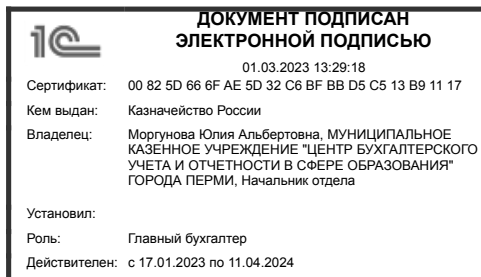 1С
ДОКУМЕНТ ПОДПИСАН
ЭЛЕКТРОННОЙ ПОДПИСЬЮ
01.03.2023 13:29:18
Сертификат: 00 82 5D 66 6F AE 5D 32 C6 BF BB D5 C5 13 B9 11 17
Кем выдан: Казначейство России
Владелец: Моргунова Юлия Альбертовна, МУНИЦИПАЛЬНОЕ
КАЗЕННОЕ УЧРЕЖДЕНИЕ "ЦЕНТР БУХГАЛТЕРСКОГО
УЧЕТА И ОТЧЕТНОСТИ В СФЕРЕ ОБРАЗОВАНИЯ"
ГОРОДА ПЕРМИ, Начальник отдела
Установил:
Роль: Главный бухгалтер
Действителен: с 17.01.2023 по 11.04.2024